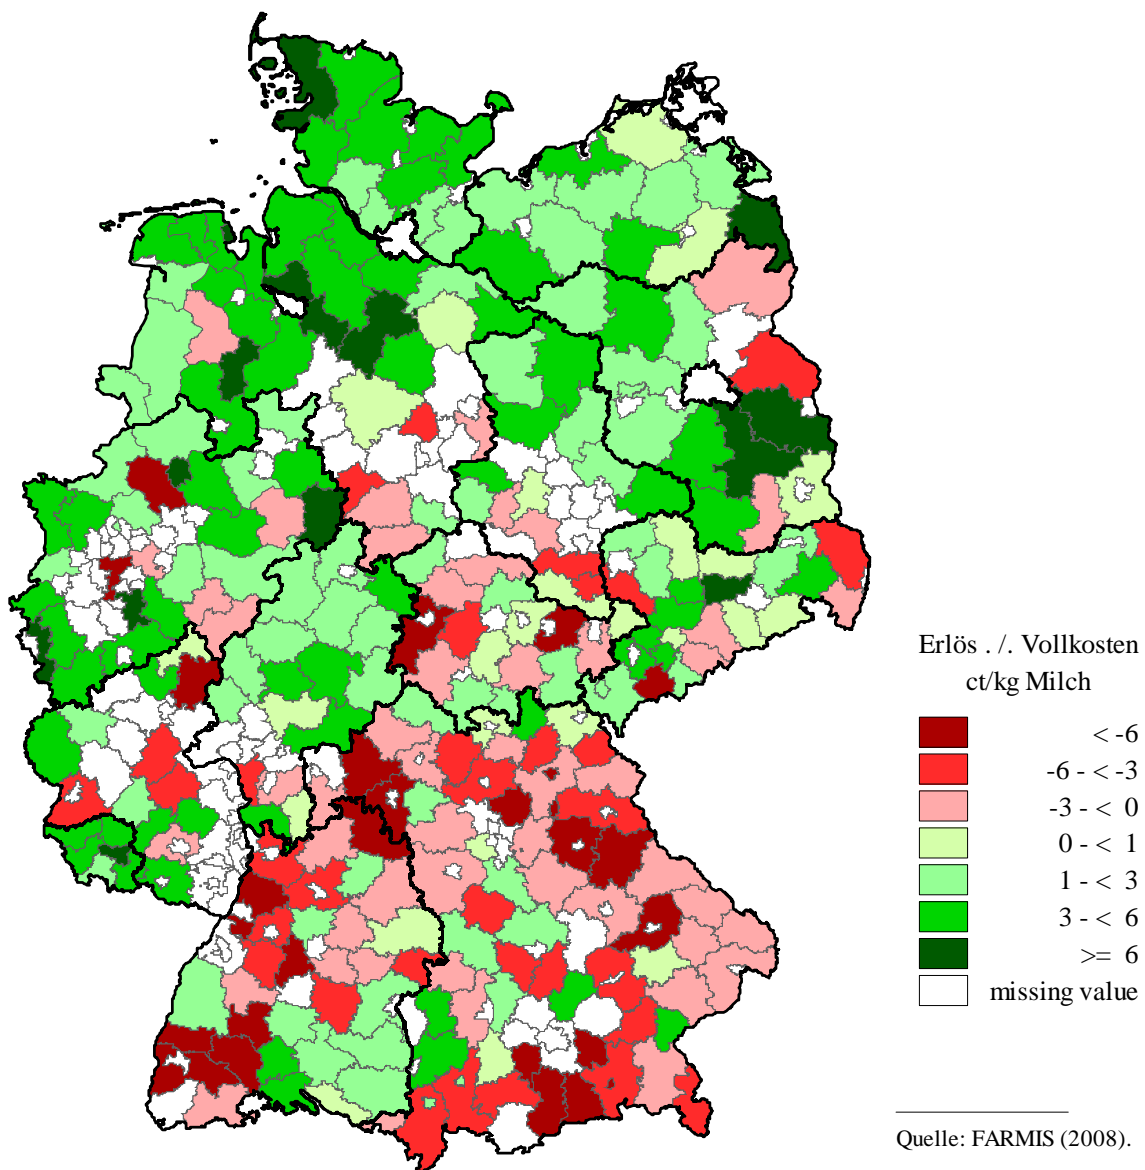 Erlös . /. Vollkosten
ct/kg Milch
< -6
-6 - < -3
-3 - < 0
0 - < 1
1 - < 3
3 - < 6
>= 6
missing value
Quelle: FARMIS (2008).